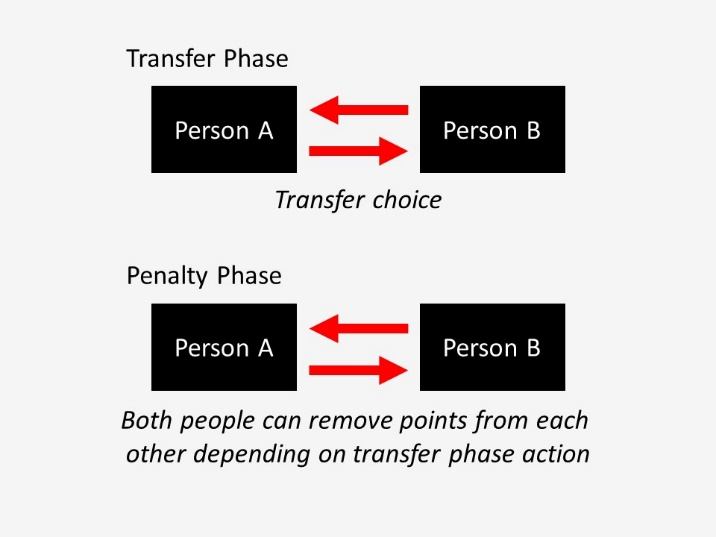 Transfer Phase
Person A
Person B
Transfer choice
Penalty Phase
Person A
Person B
Both people can remove points from each
other depending on transfer phase action